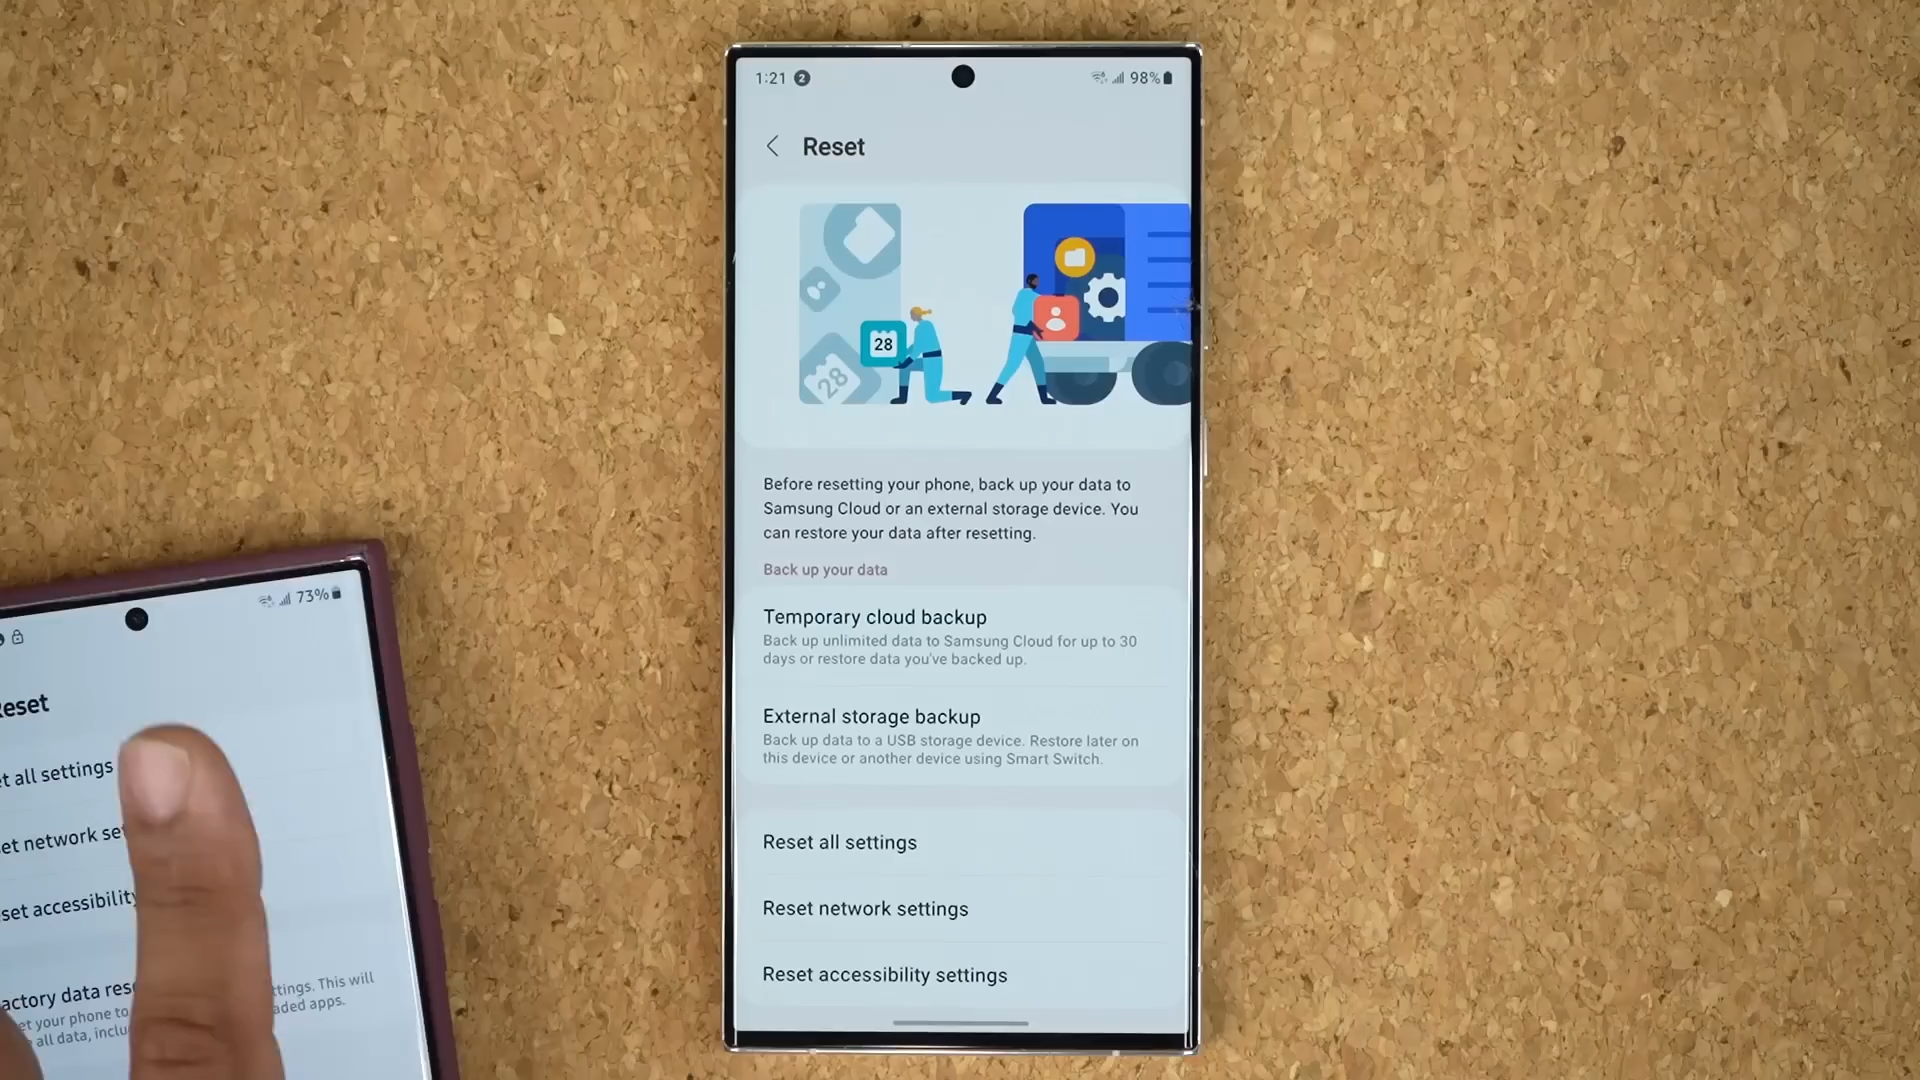 1:21 2 98%
Reset
28
28
Before resetting your phone, back up your data to
Samsung Cloud or an external storage device. You
can restore your data after resetting.
Back up your data
Temporary cloud backup
Back up unlimited data to Samsung Cloud for up to 30
days or restore data you've backed up.
External storage backup
Back up data to a USB storage device. Restore later on
this device or another device using Smart Switch.
Reset all settings
Reset network settings
Reset accessibility settings
73%
eset
et all settings
et network set
set accessibility
actory data res
et your phone to ttings. This will
all data, inclu aded apps.